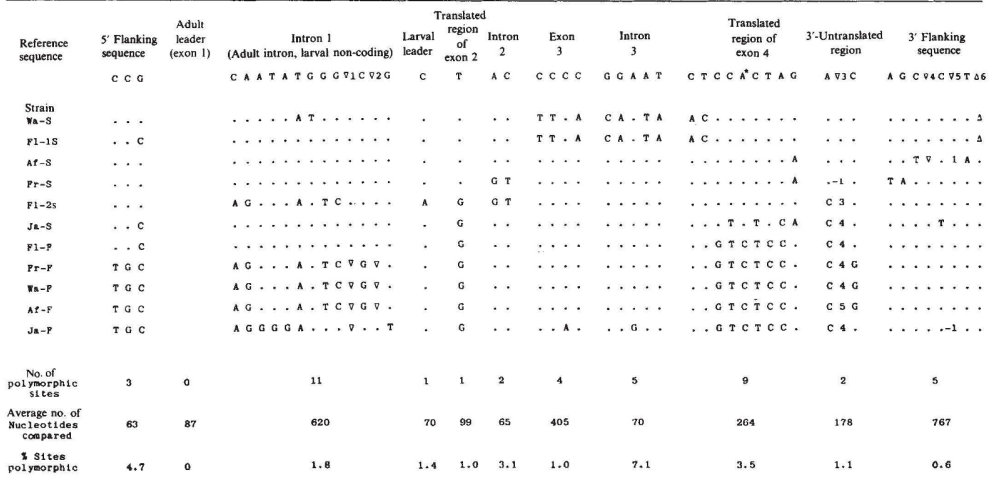 Reference sequence 5′ Flanking sequence Adult leader (exon 1) Intron 1 (Adult intron, larval non-coding) Larval leader Translated region of exon 2 Intron 2 Exon 3 Intron 3 Translated region of exon 4 3′-Untranslated region 3′ Flanking sequence
C C G C A A T A T G G G ∇1 C ∇2 G C T A C C C C C G G A A T C T C C A* C T A G A ∇3 C A G C ∇4 C ∇5 T Δ6
Strain
Wa-S . . . . . . . . A T . . . . . . . . . . T T . A C A . T A A C . . . . . . . . . . . . . . . . Δ
Fl-1S . . C . . . . . . . . . . . . . . . . . T T . A C A . T A A C . . . . . . . . . . . . . . . . Δ
Af-S . . . . . . . . . . . . . . . . . . . . . . . . . . . . . . . . . . . . . A . . . . . T ∇ . 1 A .
Fr-S . . . . . . . . . . . . . . . . . . G T . . . . . . . . . . . . . . . . . A . -1 . T A . . . . . .
Fl-2s . . . A G . . . A . T C . . . . . A G G T . . . . . . . . . . . . . . . . . . C 3 . . . . . . . . .
Ja-S . . C . . . . . . . . . . . . . . G . . . . . . . . . . . . . . T . T . C A C 4 . . . . . T . . .
Fl-F . . C . . . . . . . . . . . . . . G . . . . . . . . . . . . . G T C T C C . C 4 . . . . . . . . .
Fr-F T G C A G . . . A . T C ∇ G ∇ . . G . . . . . . . . . . . . . G T C T C C . C 4 G . . . . . . . .
Wa-F T G C A G . . . A . T C ∇ G ∇ . . G . . . . . . . . . . . . . G T C T C C . C 4 G . . . . . . . .
Af-F T G C A G . . . A . T C ∇ G ∇ . . G . . . . . . . . . . . . . G T C T C C . C 5 G . . . . . . . .
Ja-F T G C A G G G G A . . . ∇ . . T . G . . . . A . . . G . . . . G T C T C C . C 4 . . . . . . -1 . .
No. of polymorphic sites 3 0 11 1 1 2 4 5 9 2 5
Average no. of Nucleotides compared 63 87 620 70 99 65 405 70 264 178 767
% Sites polymorphic 4.7 0 1.8 1.4 1.0 3.1 1.0 7.1 3.5 1.1 0.6